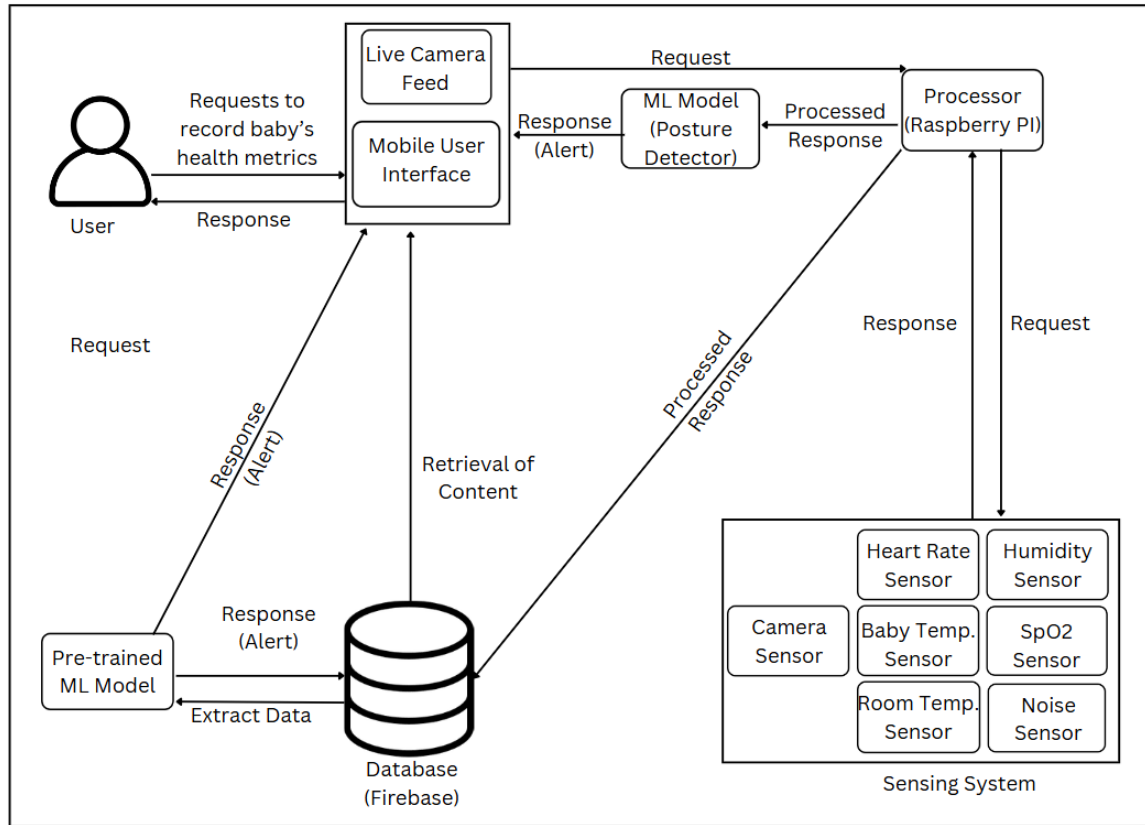 Live Camera
Feed
Mobile User
Interface
Requests to
record baby's
health metrics
Response
User
Request
Response
(Alert)
ML Model
(Posture
Detector)
Processed
Response
Processor
(Raspberry PI)
Request
Response
(Alert)
Retrieval of
Content
Processed
Response
Response
Request
Pre-trained
ML Model
Response
(Alert)
Extract Data
Database
(Firebase)
Camera
Sensor
Heart Rate
Sensor
Humidity
Sensor
Baby Temp.
Sensor
SpO2
Sensor
Room Temp.
Sensor
Noise
Sensor
Sensing System